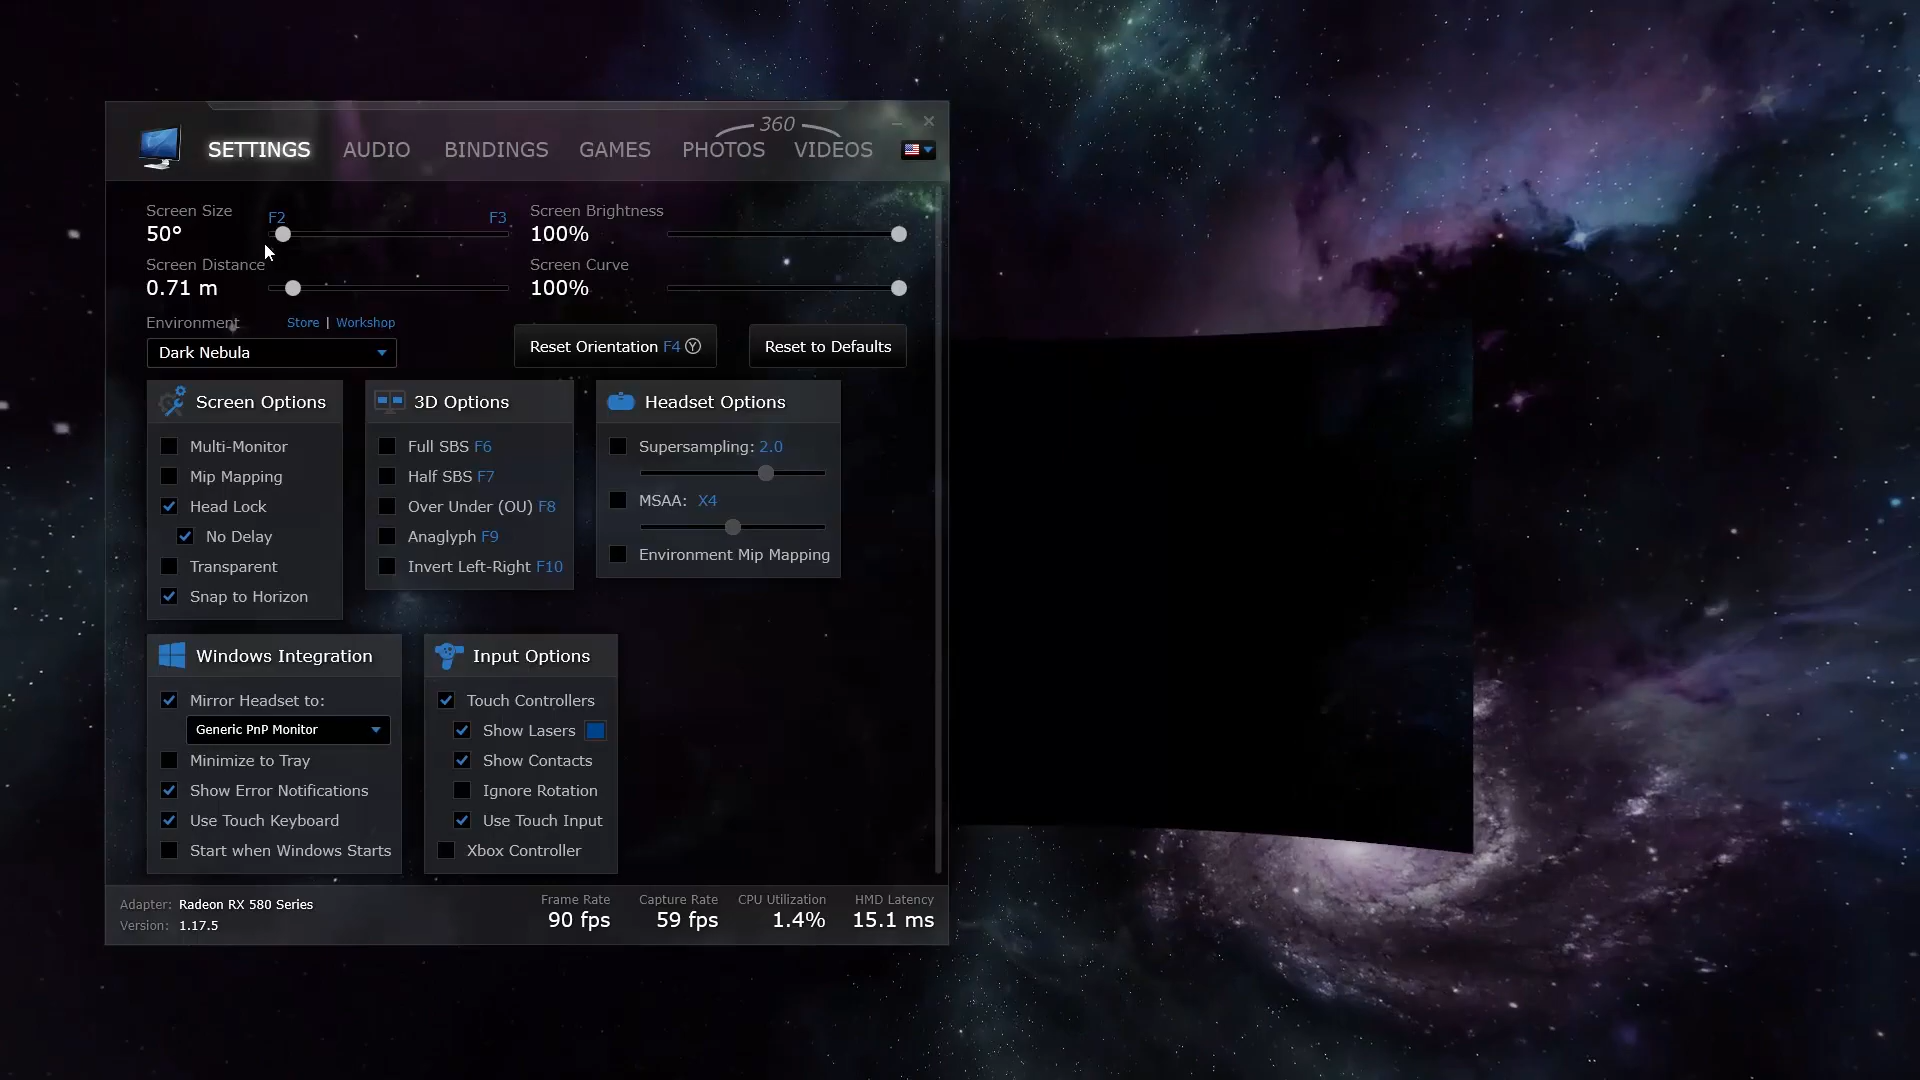 360
SETTINGS AUDIO BINDINGS GAMES PHOTOS VIDEOS
Screen Size
50°
F2 F3
Screen Brightness
100%
Screen Distance
0.71 m
Screen Curve
100%
Environment Store | Workshop
Dark Nebula
Reset Orientation F4 Y
Reset to Defaults
Screen Options
Multi-Monitor
Mip Mapping
Head Lock
No Delay
Transparent
Snap to Horizon
3D Options
Full SBS F6
Half SBS F7
Over Under (OU) F8
Anaglyph F9
Invert Left-Right F10
Headset Options
Supersampling: 2.0
MSAA: X4
Environment Mip Mapping
Windows Integration
Mirror Headset to:
Generic PnP Monitor
Minimize to Tray
Show Error Notifications
Use Touch Keyboard
Start when Windows Starts
Input Options
Touch Controllers
Show Lasers
Show Contacts
Ignore Rotation
Use Touch Input
Xbox Controller
Adapter: Radeon RX 580 Series
Version: 1.17.5
Frame Rate
90 fps
Capture Rate
59 fps
CPU Utilization
1.4%
HMD Latency
15.1 ms